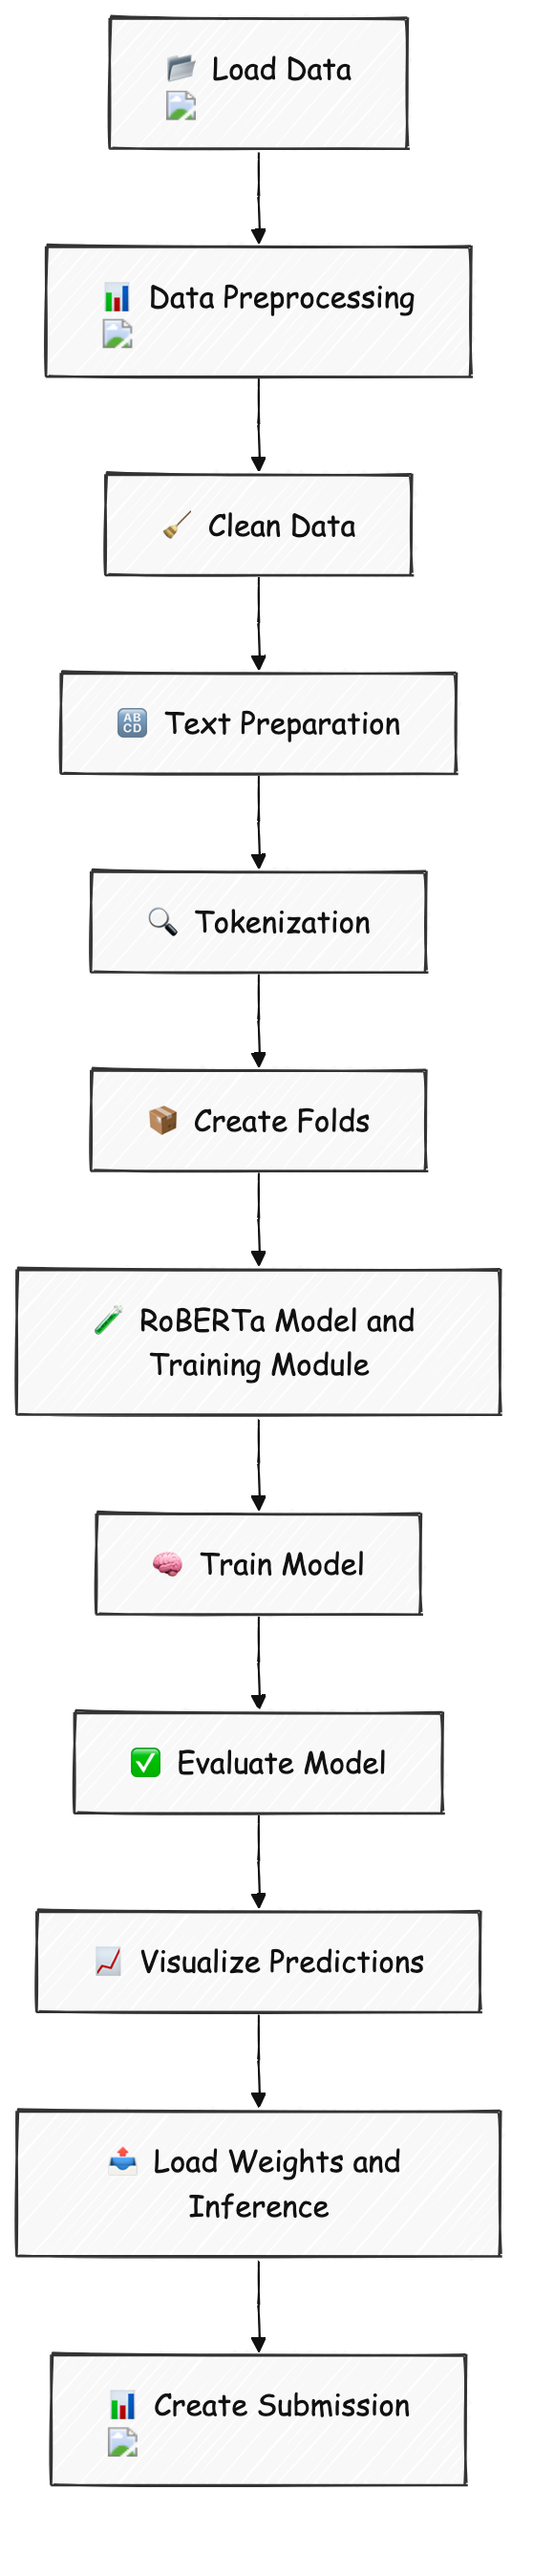 Load Data
Data Preprocessing
Clean Data
Text Preparation
Tokenization
Create Folds
RoBERTa Model and
Training Module
Train Model
Evaluate Model
Visualize Predictions
Load Weights and
Inference
Create Submission